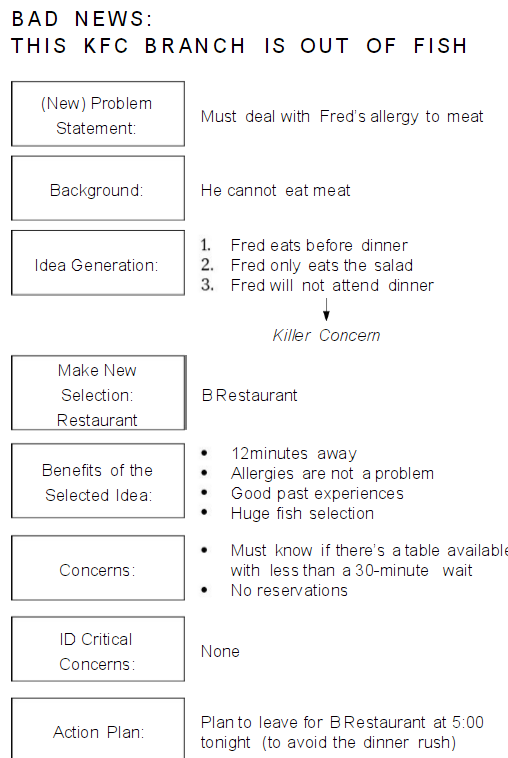 BAD NEWS:
THIS KFC BRANCH IS OUT OF FISH
(New) Problem
Statement:
Must deal with Fred's allergy to meat
Background:
He cannot eat meat
Idea Generation:
1. Fred eats before dinner
2. Fred only eats the salad
3. Fred will not attend dinner
Killer Concern
Make New
Selection:
Restaurant
B Restaurant
Benefits of the
Selected Idea:
• 12minutes away
• Allergies are not a problem
• Good past experiences
• Huge fish selection
Concerns:
• Must know if there's a table available
with less than a 30-minute wait
• No reservations
ID Critical
Concerns:
None
Action Plan:
Plan to leave for B Restaurant at 5:00
tonight (to avoid the dinner rush)